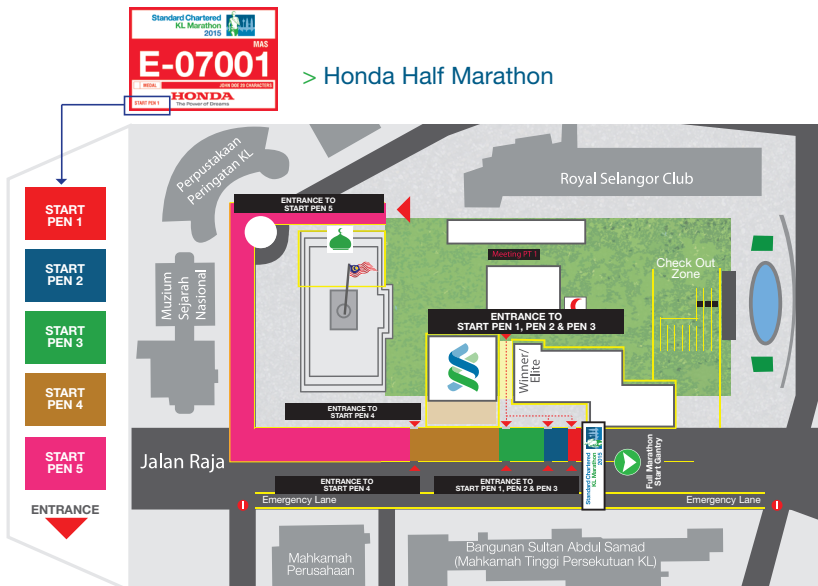 Standard Chartered
KL Marathon
2015
MAS
E-07001
MEDAL
JOHN DOE 20 CHARACTERS
START PEN 1
HONDA
The Power of Dreams
> Honda Half Marathon
START
PEN 1
START
PEN 2
START
PEN 3
START
PEN 4
START
PEN 5
ENTRANCE
Perpustakaan
Peringatan KL
Royal Selangor Club
ENTRANCE TO
START PEN 5
Meeting PT 1
Check Out
Zone
Muzium
Sejarah
Nasional
ENTRANCE TO
START PEN 1, PEN 2 & PEN 3
Winner/
Elite
ENTRANCE TO
START PEN 4
Jalan Raja
Standard Chartered
KL Marathon
2015
Full Marathon
Start Gantry
ENTRANCE TO
START PEN 4
ENTRANCE TO
START PEN 1, PEN 2 & PEN 3
Emergency Lane
Emergency Lane
Mahkamah
Perusahaan
Bangunan Sultan Abdul Samad
(Mahkamah Tinggi Persekutuan KL)